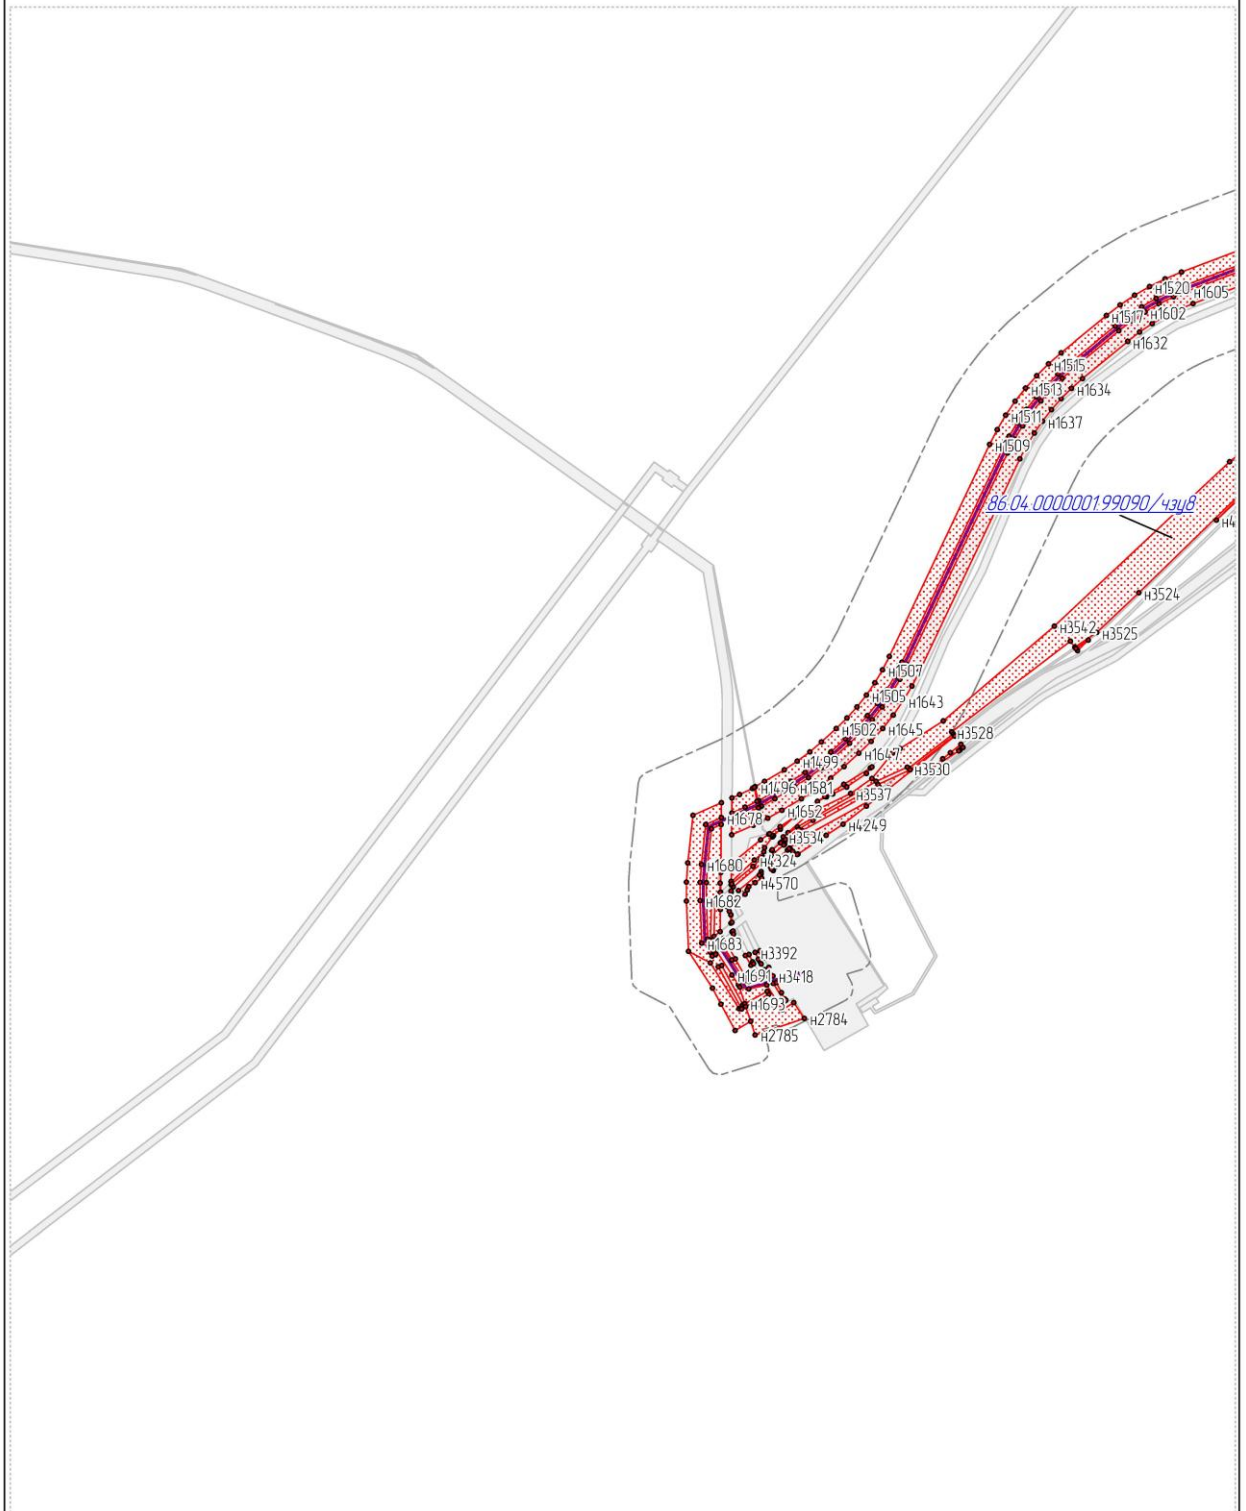 н1520
н1605
н1517
н1602
н1632
н1515
н1513
н1634
н1511
н1637
н1509
86:04:0000001:99090/чзу8
н4
н3524
н3542
н3525
н1507
н1505
н1643
н1502
н1645
н3528
н1499
н1647
н3530
н1496
н1581
н3537
н1652
н1678
н4249
н3534
н1680
н4324
н4570
н1682
н1683
н3392
н1691
н3418
н1693
н2784
н2785